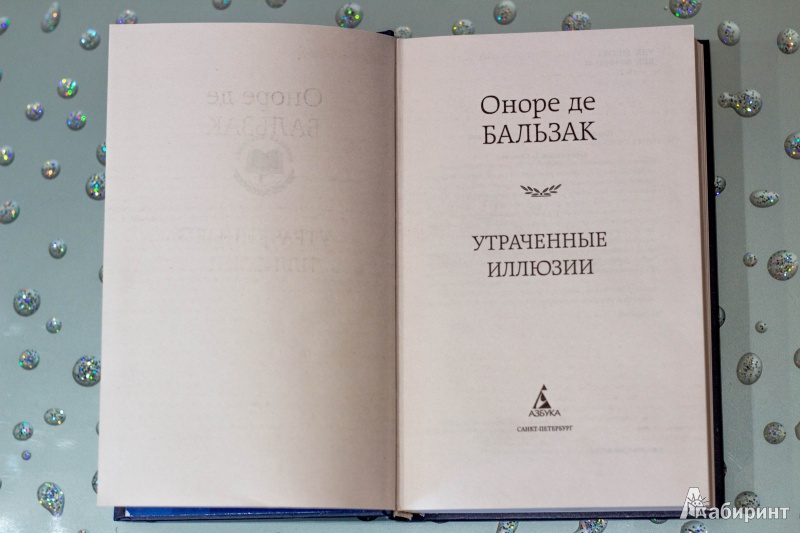 Оноре де
БАЛЬЗАК
УТРАЧЕННЫЕ
ИЛЛЮЗИИ
АЗБУКА
САНКТ-ПЕТЕРБУРГ
Лабиринт